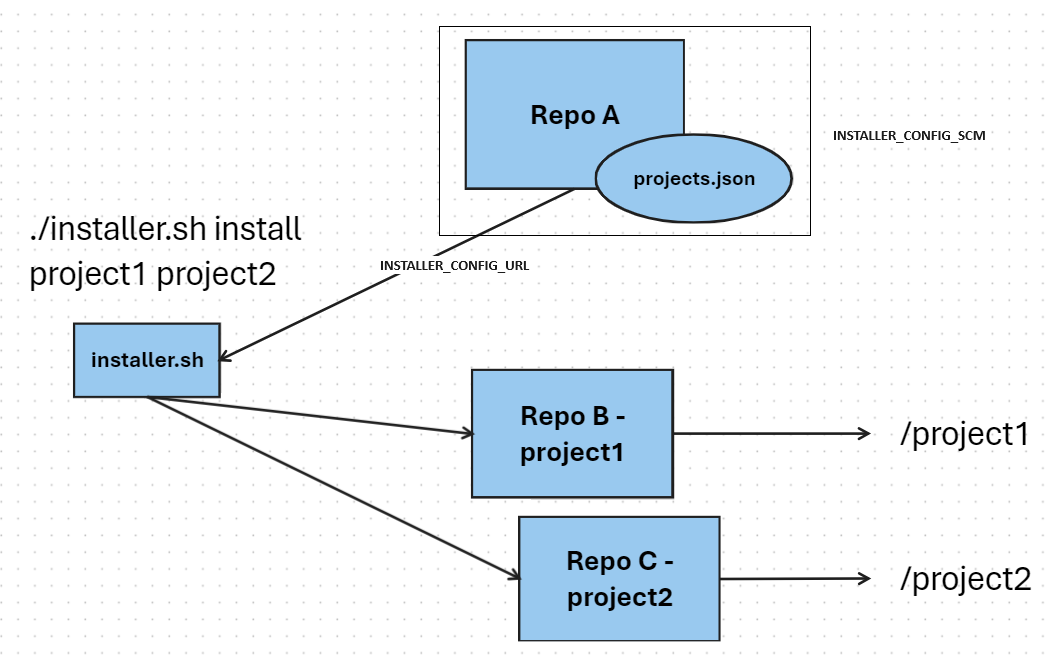 Repo A
projects.json
INSTALLER_CONFIG_SCM
./installer.sh install
project1 project2
INSTALLER_CONFIG_URL
installer.sh
Repo B -
project1
/project1
Repo C -
project2
/project2